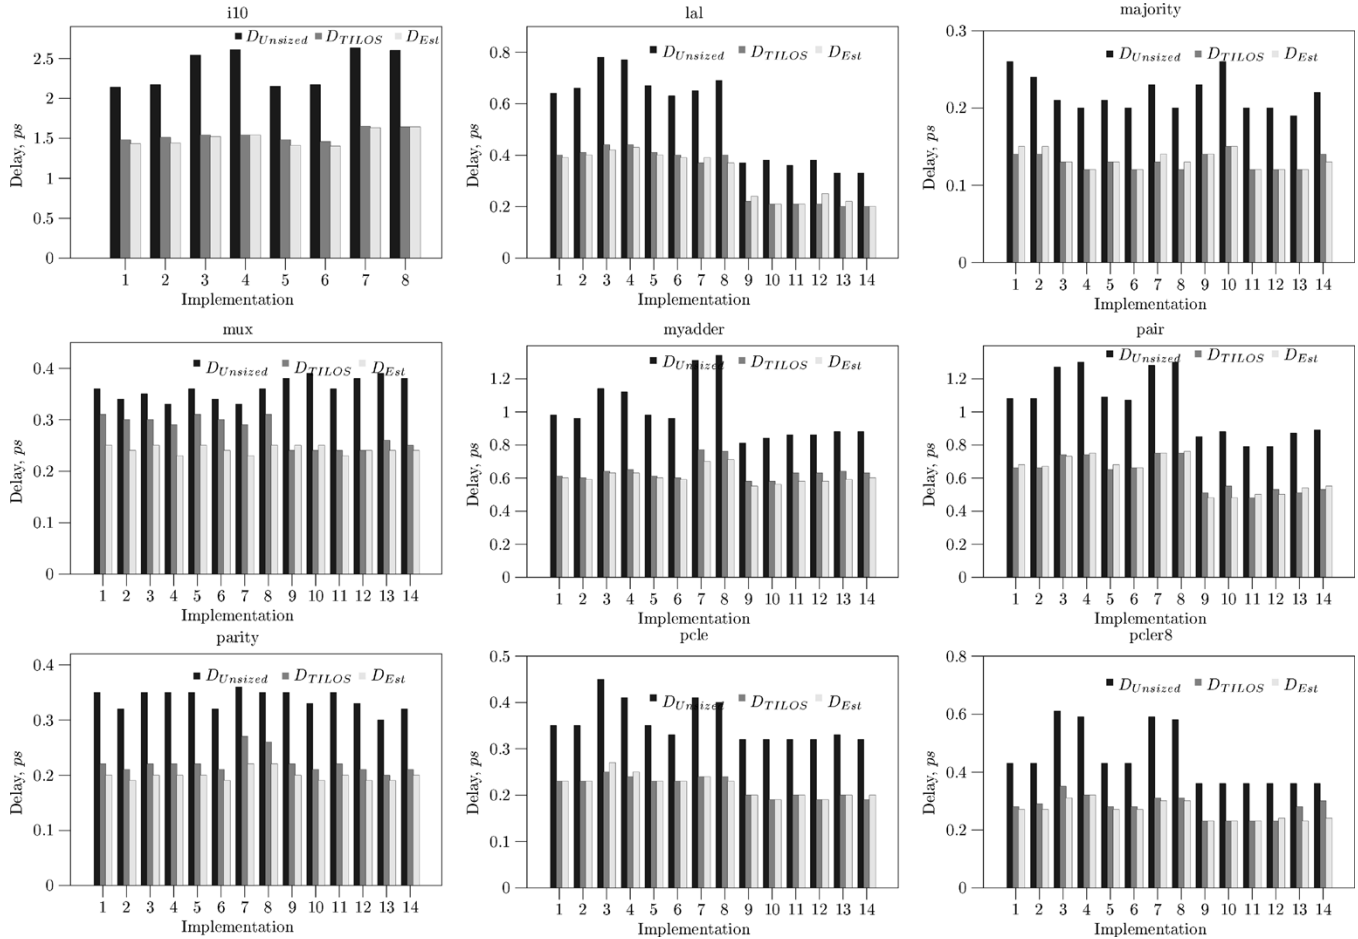 i10
D_Unsized D_TILOS D_Est
Delay, ps
2.5
2
1.5
1
0.5
0
1 2 3 4 5 6 7 8
Implementation
lal
D_Unsized D_TILOS D_Est
Delay, ps
0.8
0.6
0.4
0.2
0
1 2 3 4 5 6 7 8 9 10 11 12 13 14
Implementation
majority
D_Unsized D_TILOS D_Est
Delay, ps
0.3
0.2
0.1
0
1 2 3 4 5 6 7 8 9 10 11 12 13 14
Implementation
mux
D_Unsized D_TILOS D_Est
Delay, ps
0.4
0.3
0.2
0.1
0
1 2 3 4 5 6 7 8 9 10 11 12 13 14
Implementation
myadder
D_Unsized D_TILOS D_Est
Delay, ps
1.2
1
0.8
0.6
0.4
0.2
0
1 2 3 4 5 6 7 8 9 10 11 12 13 14
Implementation
pair
D_Unsized D_TILOS D_Est
Delay, ps
1.2
1
0.8
0.6
0.4
0.2
0
1 2 3 4 5 6 7 8 9 10 11 12 13 14
Implementation
parity
D_Unsized D_TILOS D_Est
Delay, ps
0.4
0.3
0.2
0.1
0
1 2 3 4 5 6 7 8 9 10 11 12 13 14
Implementation
pcle
D_Unsized D_TILOS D_Est
Delay, ps
0.5
0.4
0.3
0.2
0.1
0
1 2 3 4 5 6 7 8 9 10 11 12 13 14
Implementation
pcler8
D_Unsized D_TILOS D_Est
Delay, ps
0.8
0.6
0.4
0.2
0
1 2 3 4 5 6 7 8 9 10 11 12 13 14
Implementation